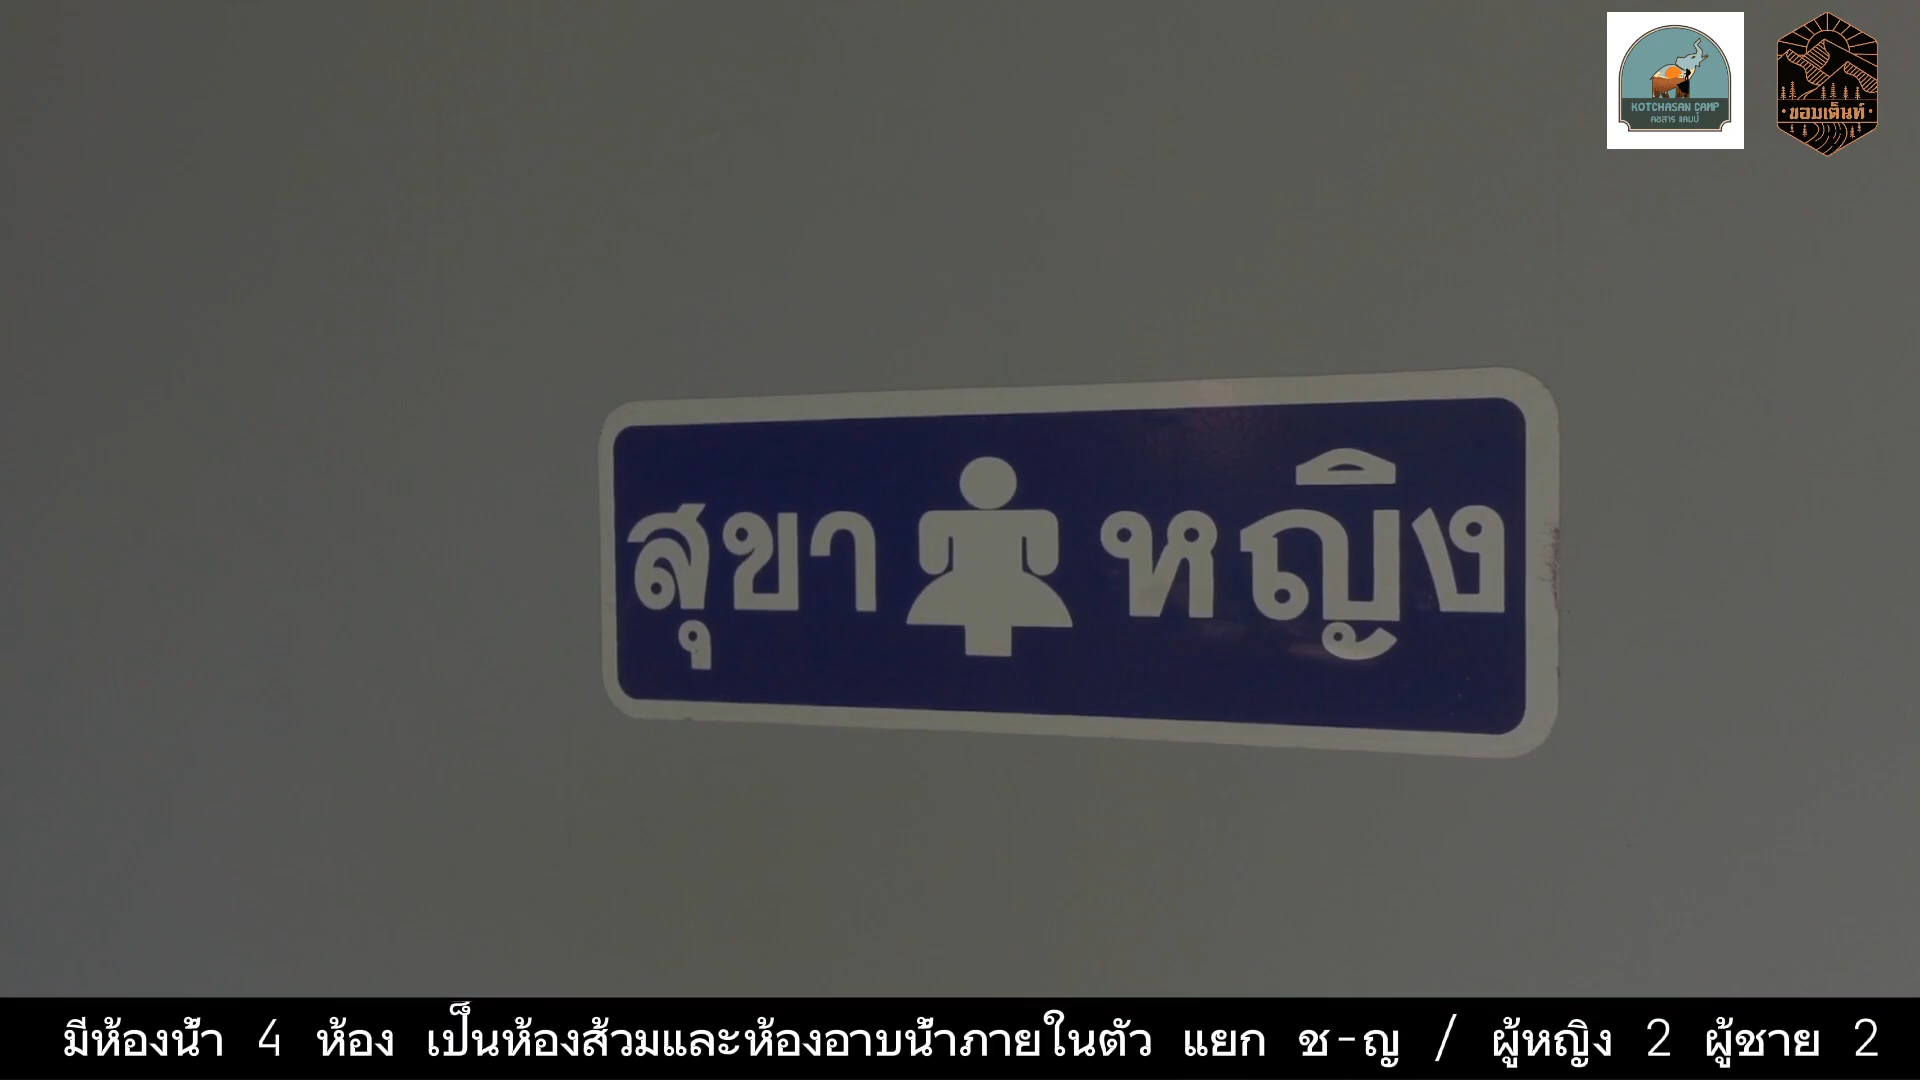 KOTCHASAN CAMP
คชสาร แคมป์
ขอมเต็นท์
สุขา หญิง
มีห้องน้ำ 4 ห้อง เป็นห้องส้วมและห้องอาบน้ำภายในตัว แยก ช-ญ / ผู้หญิง 2 ผู้ชาย 2